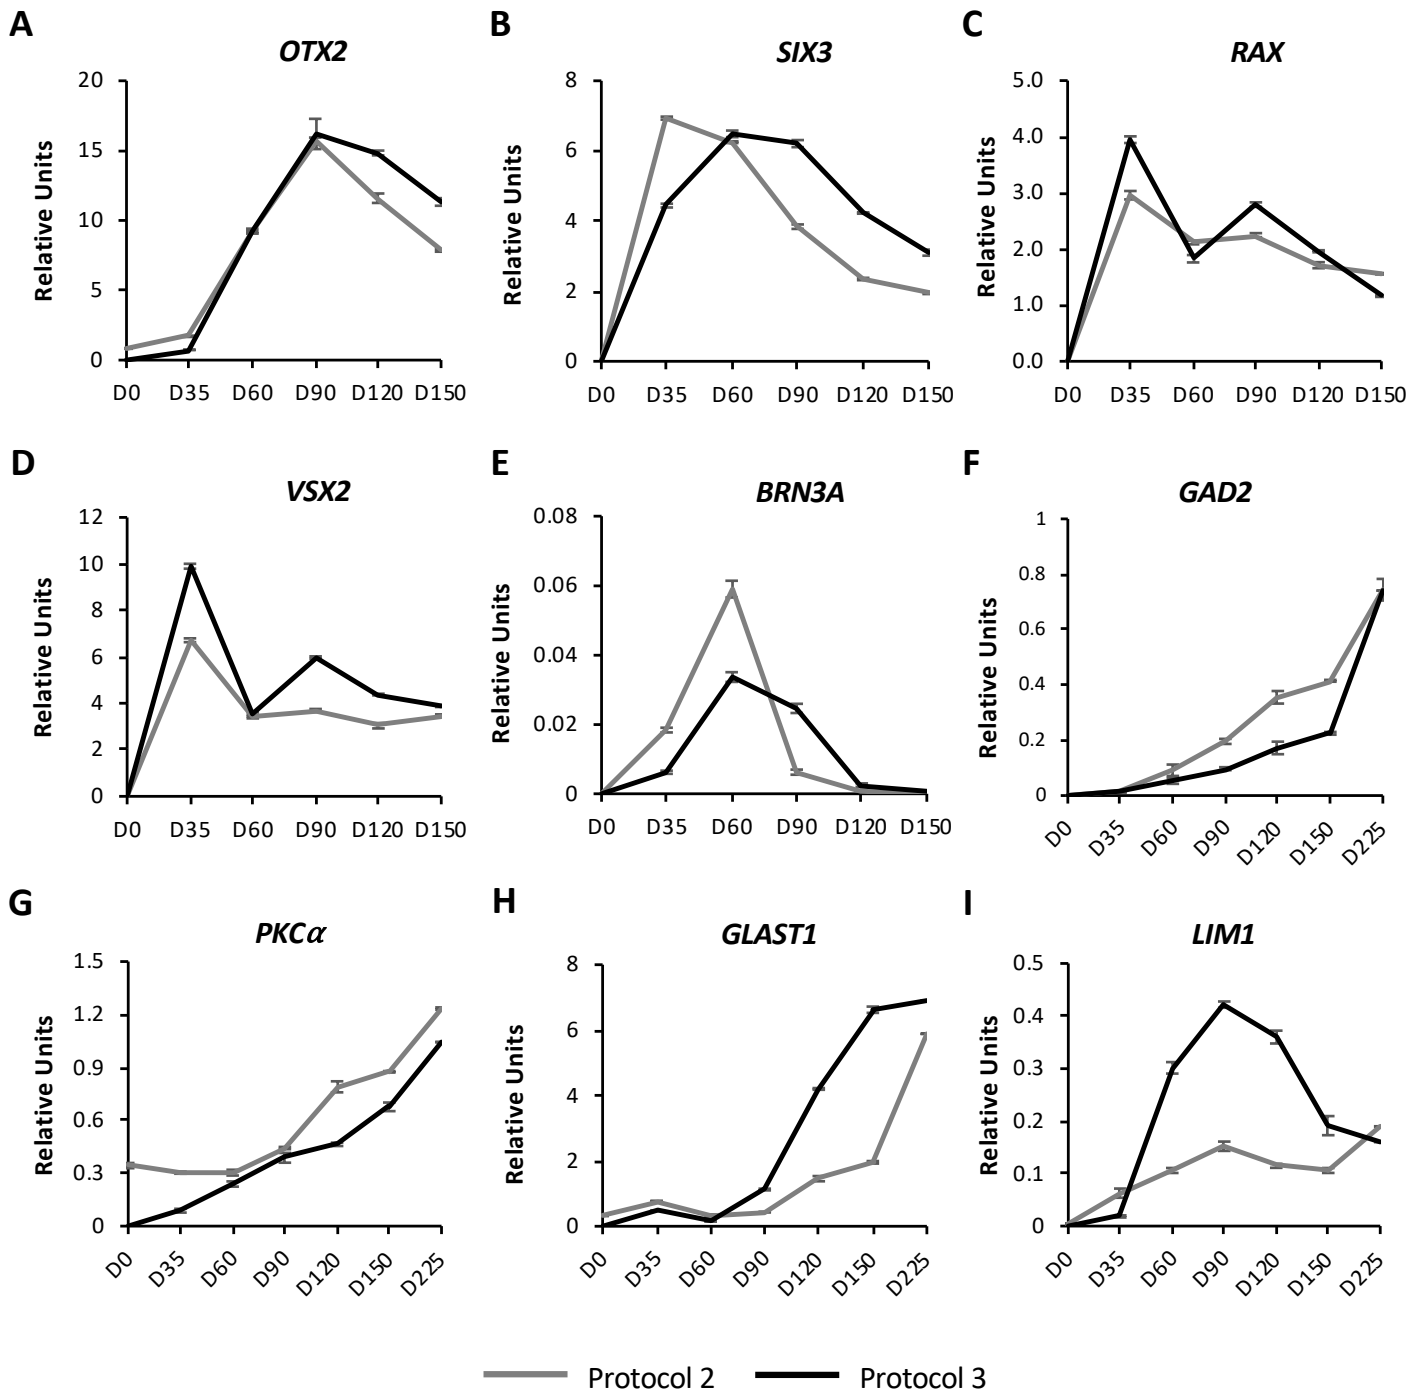 A
OTX2
20
15
10
5
0
Relative Units
D0 D35 D60 D90 D120 D150
B
SIX3
8
6
4
2
0
Relative Units
D0 D35 D60 D90 D120 D150
C
RAX
5.0
4.0
3.0
2.0
1.0
0.0
Relative Units
D0 D35 D60 D90 D120 D150
D
VSX2
12
10
8
6
4
2
0
Relative Units
D0 D35 D60 D90 D120 D150
E
BRN3A
0.08
0.06
0.04
0.02
0
Relative Units
D0 D35 D60 D90 D120 D150
F
GAD2
1
0.8
0.6
0.4
0.2
0
Relative Units
D0 D35 D60 D90 D120 D150 D225
G
PKCα
1.5
1.2
0.9
0.6
0.3
0
Relative Units
D0 D35 D60 D90 D120 D150 D225
H
GLAST1
8
6
4
2
0
Relative Units
D0 D35 D60 D90 D120 D150 D225
I
LIM1
0.5
0.4
0.3
0.2
0.1
0
Relative Units
D0 D35 D60 D90 D120 D150 D225
Protocol 2 Protocol 3